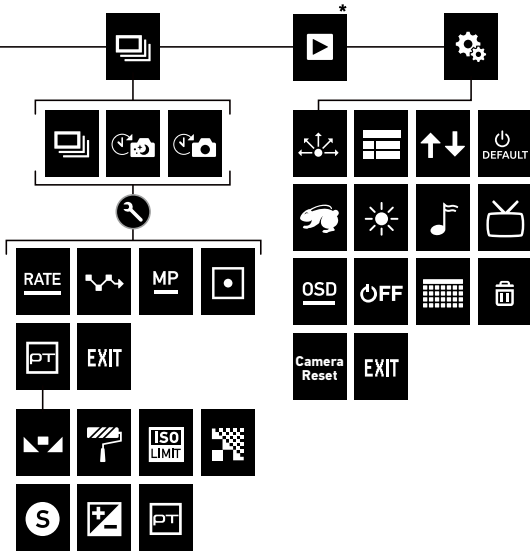 *
DEFAULT
RATE
MP
OSD
OFF
PT
EXIT
Camera
Reset
EXIT
ISO
LIMIT
S
PT